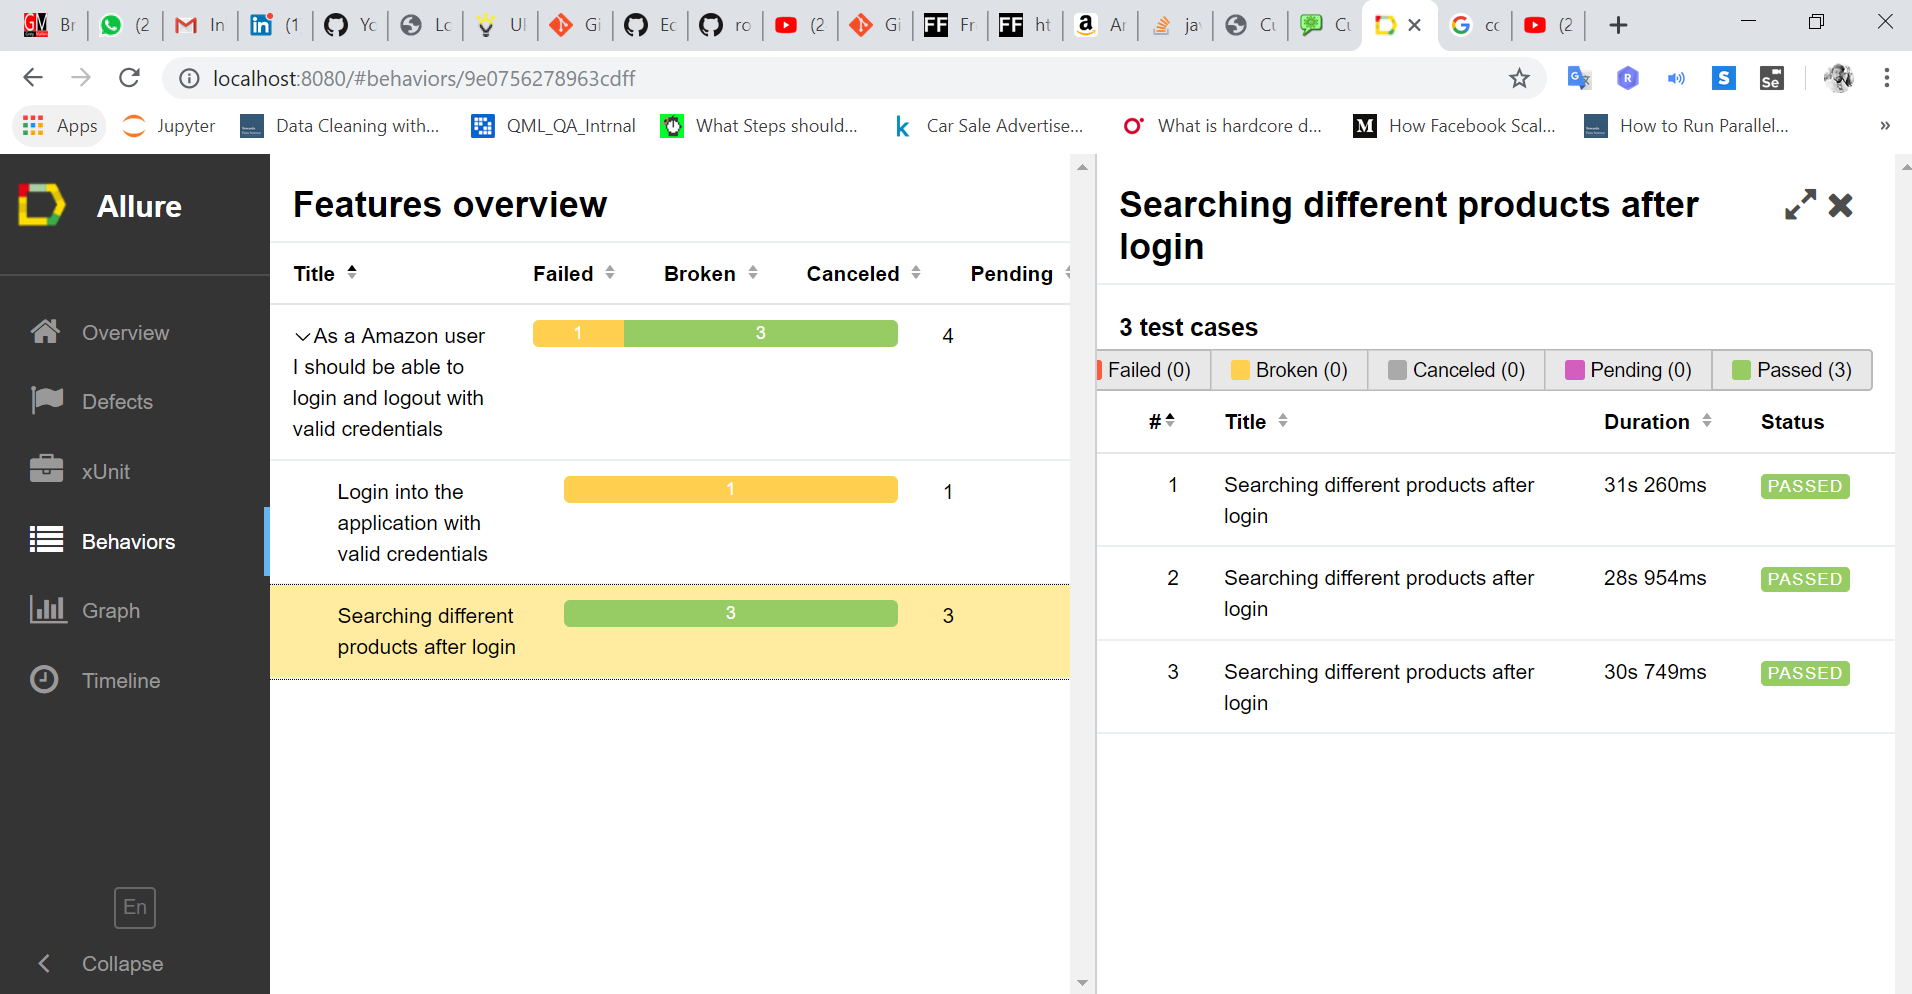 GM Br (2 In (1 Yc Lc Ul Gi Ec ro (2 Gi FF Fr FF ht Ar ja Cu Cu cc (2
localhost:8080/#behaviors/9e0756278963cdff
R S Se
Apps Jupyter Data Cleaning with... QML_QA_Intrnal What Steps should... k Car Sale Advertise... What is hardcore d... M How Facebook Scal... How to Run Parallel... »
Allure
Overview
Defects
xUnit
Behaviors
Graph
Timeline
En
Collapse
Features overview
Title Failed Broken Canceled Pending
As a Amazon user 1 3 4
I should be able to
login and logout with
valid credentials
Login into the 1 1
application with
valid credentials
Searching different 3 3
products after login
Searching different products after
login
3 test cases
Failed (0) Broken (0) Canceled (0) Pending (0) Passed (3)
# Title Duration Status
1 Searching different products after 31s 260ms PASSED
login
2 Searching different products after 28s 954ms PASSED
login
3 Searching different products after 30s 749ms PASSED
login